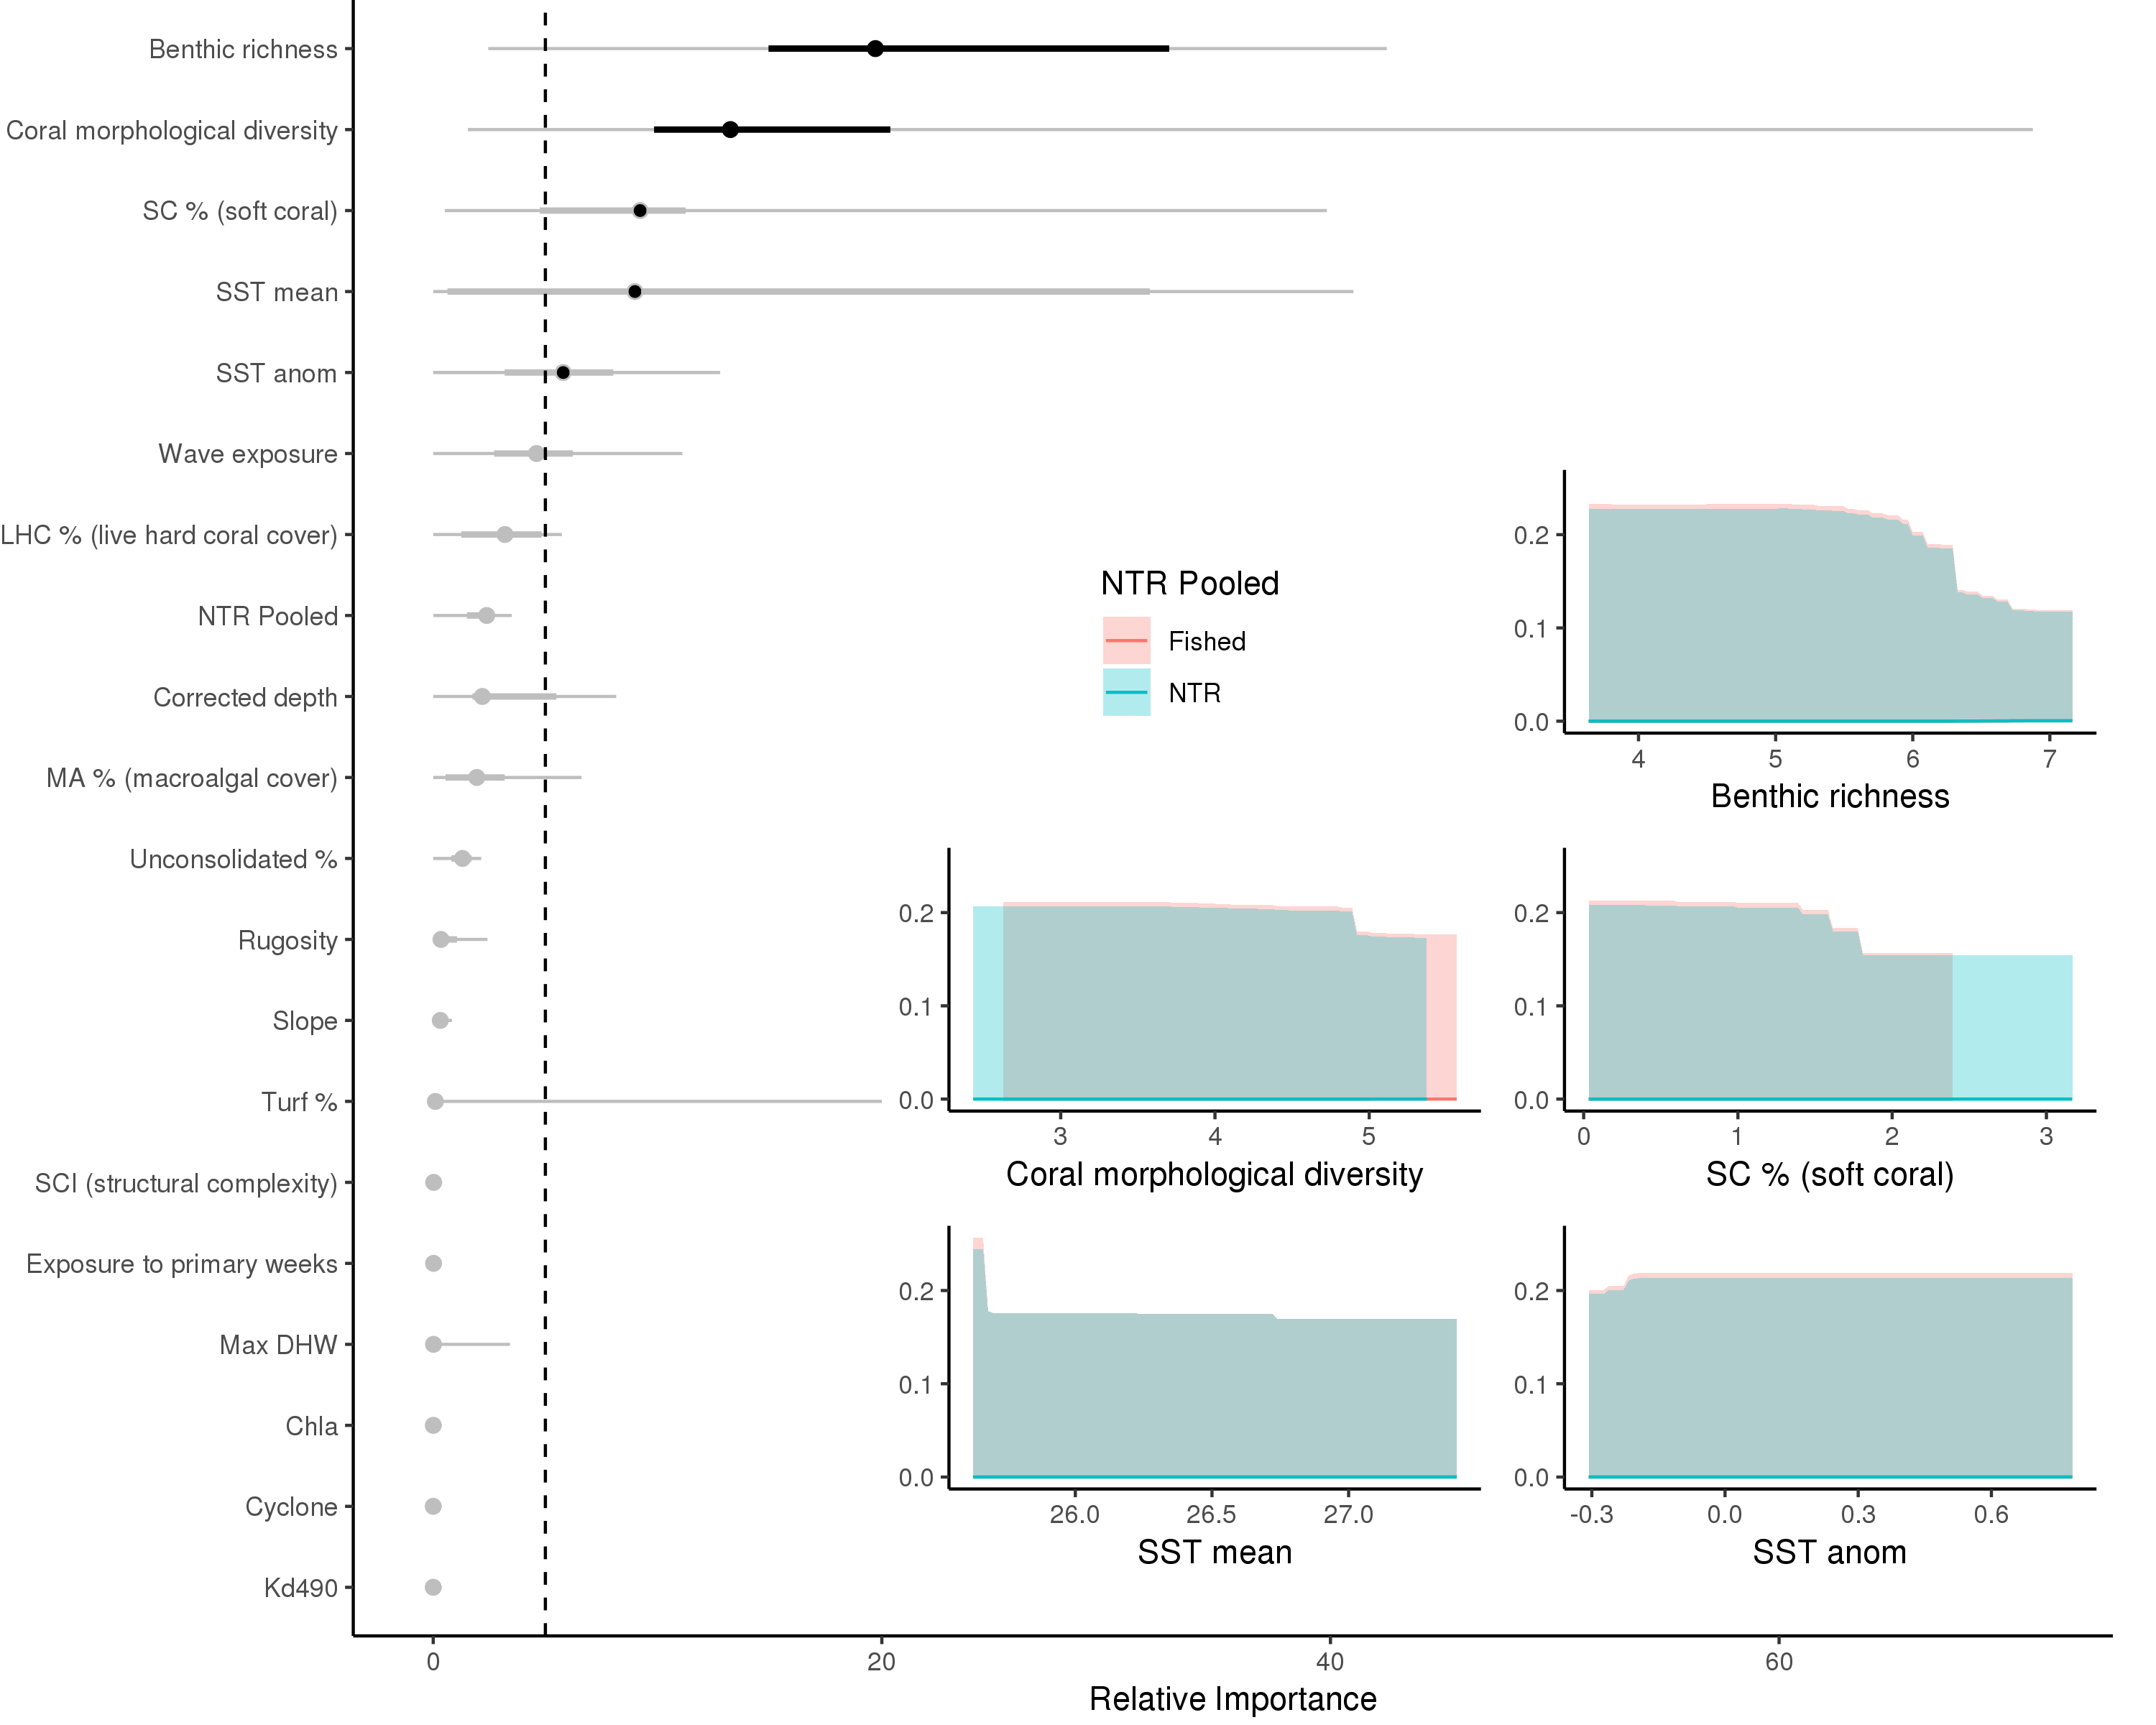 Benthic richness
Coral morphological diversity
SC % (soft coral)
SST mean
SST anom
Wave exposure
LHC % (live hard coral cover)
NTR Pooled
Corrected depth
MA % (macroalgal cover)
Unconsolidated %
Rugosity
Slope
Turf %
SCI (structural complexity)
Exposure to primary weeks
Max DHW
Chla
Cyclone
Kd490
0 20 40 60
Relative Importance
NTR Pooled
Fished
NTR
0.2
0.1
0.0
4 5 6 7
Benthic richness
0.2
0.1
0.0
3 4 5
Coral morphological diversity
0.2
0.1
0.0
0 1 2 3
SC % (soft coral)
0.2
0.1
0.0
26.0 26.5 27.0
SST mean
0.2
0.1
0.0
-0.3 0.0 0.3 0.6
SST anom